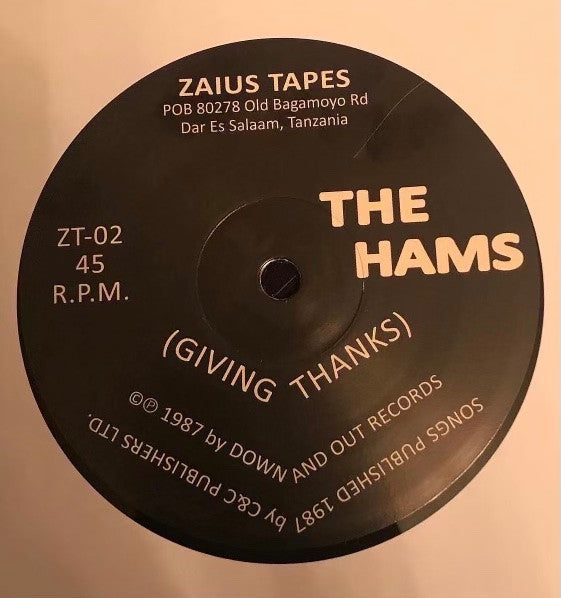 ZAIUS TAPES
POB 80278 Old Bagamoyo Rd
Dar Es Salaam, Tanzania
THE
HAMS
ZT-02
45
R.P.M.
(GIVING THANKS)
©℗ 1987 by DOWN AND OUT RECORDS
SONGS PUBLISHED 1987 by C&C PUBLISHERS LTD.